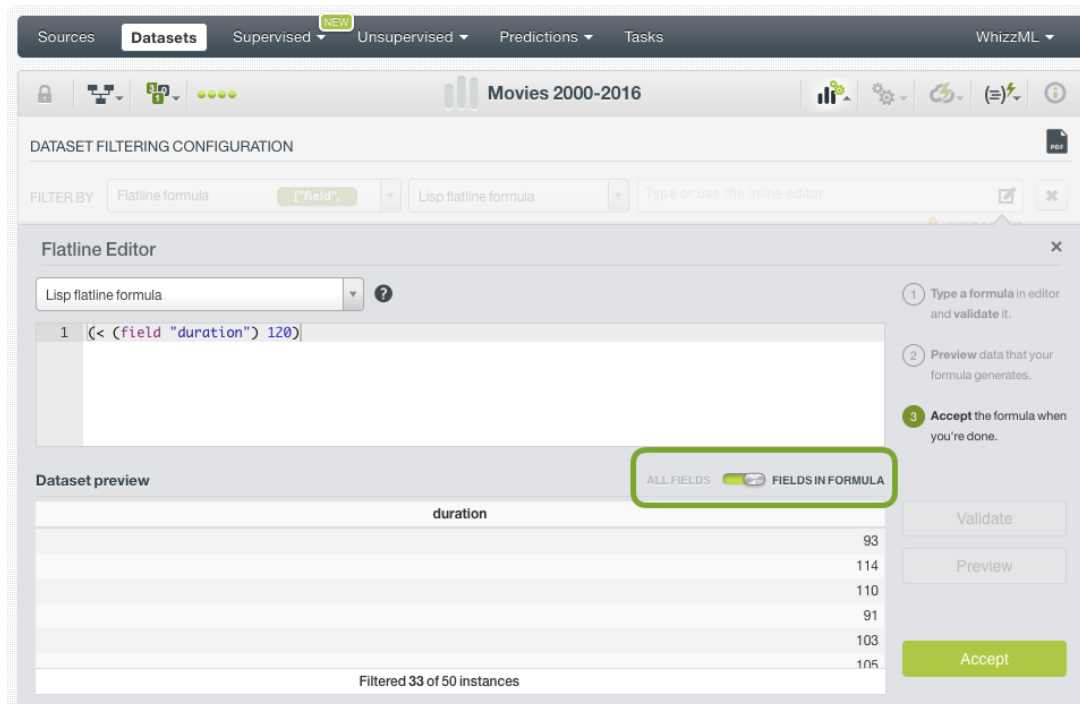 NEW
Sources Datasets Supervised Unsupervised Predictions Tasks WhizzML
Movies 2000-2016
DATASET FILTERING CONFIGURATION
PDF
FILTER BY Flatline formula ["field", Lisp flatline formula Type or use the inline editor
Flatline Editor
Lisp flatline formula ?
1 (< (field "duration") 120)
1 Type a formula in editor
and validate it.
2 Preview data that your
formula generates.
3 Accept the formula when
you're done.
Dataset preview ALL FIELDS FIELDS IN FORMULA
duration
Validate
93
114
Preview
110
91
103
105
Accept
Filtered 33 of 50 instances